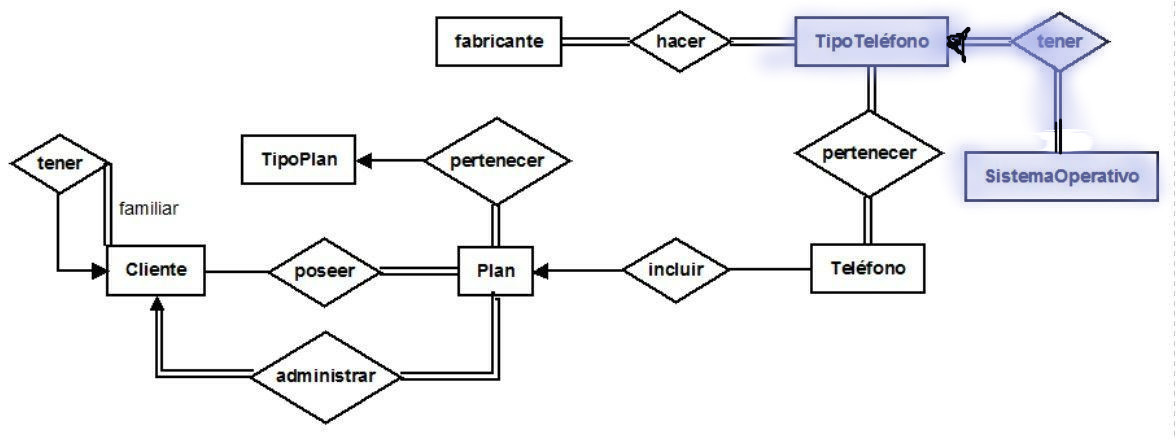 fabricante
hacer
TipoTeléfono
tener
tener
TipoPlan
pertenecer
pertenecer
SistemaOperativo
familiar
Cliente
poseer
Plan
incluir
Teléfono
administrar